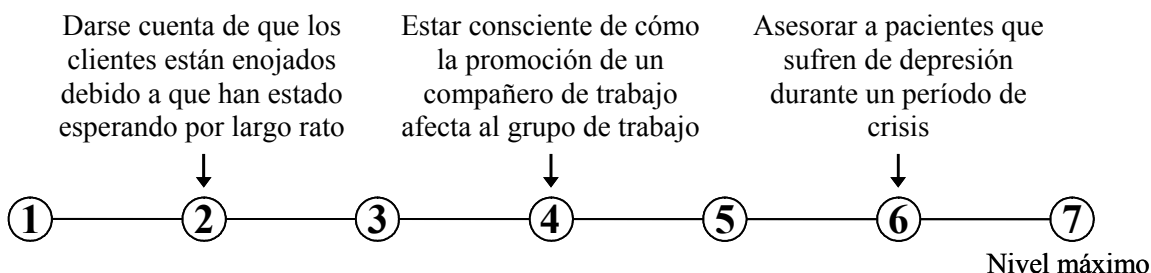 Darse cuenta de que los
clientes están enojados
debido a que han estado
esperando por largo rato
Estar consciente de cómo
la promoción de un
compañero de trabajo
afecta al grupo de trabajo
Asesorar a pacientes que
sufren de depresión
durante un período de
crisis
1 2 3 4 5 6 7
Nivel máximo